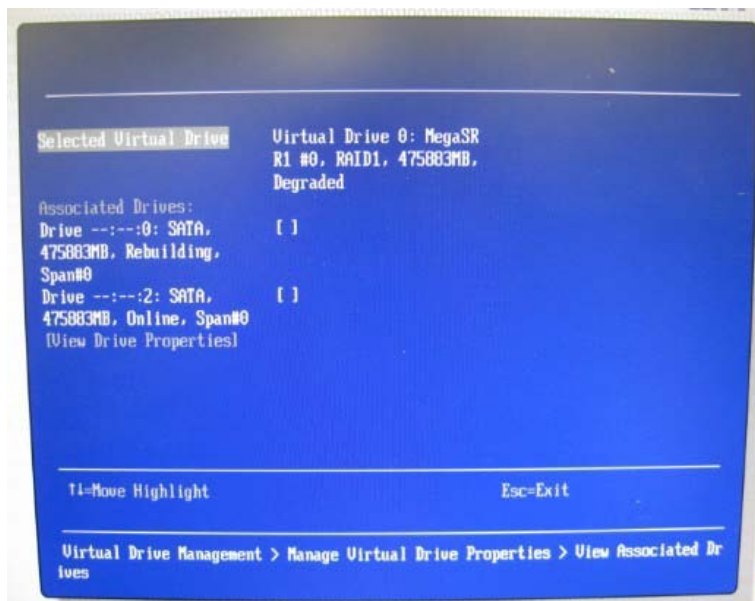 Selected Virtual Drive
Virtual Drive 0: MegaSR
R1 #0, RAID1, 475883MB,
Degraded
Associated Drives:
Drive --:--:0: SATA, [ ]
475883MB, Rebuilding,
Span#0
Drive --:--:2: SATA, [ ]
475883MB, Online, Span#0
[View Drive Properties]
↑↓=Move Highlight
Esc=Exit
Virtual Drive Management > Manage Virtual Drive Properties > View Associated Dr
ives